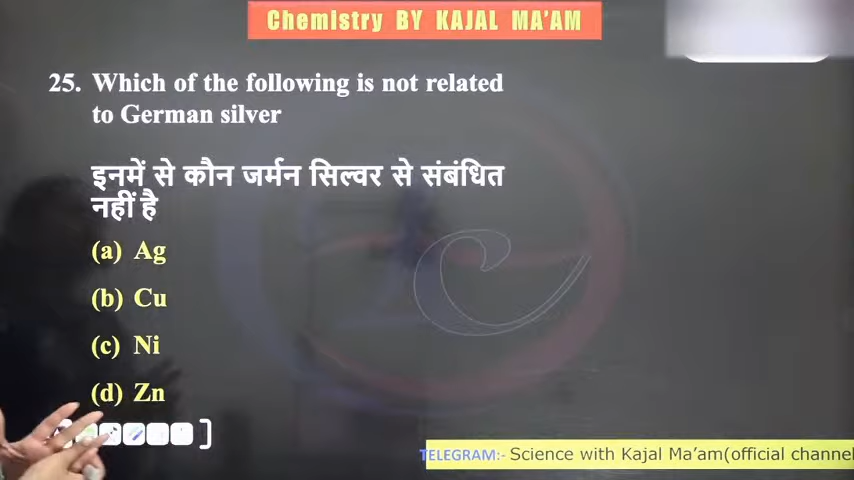 Chemistry BY KAJAL MA'AM
25. Which of the following is not related
to German silver
इनमें से कौन जर्मन सिल्वर से संबंधित
नहीं है
(a) Ag
(b) Cu
(c) Ni
(d) Zn
TELEGRAM:- Science with Kajal Ma'am(official channel